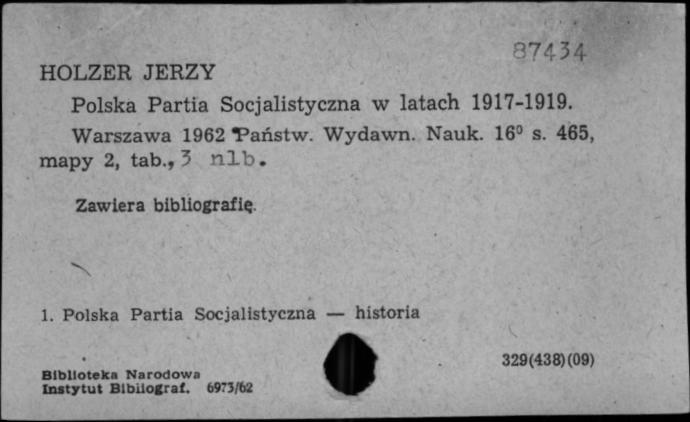 87434
HOLZER JERZY
Polska Partia Socjalistyczna w latach 1917-1919.
Warszawa 1962 Państw. Wydawn. Nauk. 16⁰ s. 465,
mapy 2, tab., 3 nlb.
Zawiera bibliografię.
1. Polska Partia Socjalistyczna — historia
329(438)(09)
Biblioteka Narodowa
Instytut Bibliograf. 6973/62